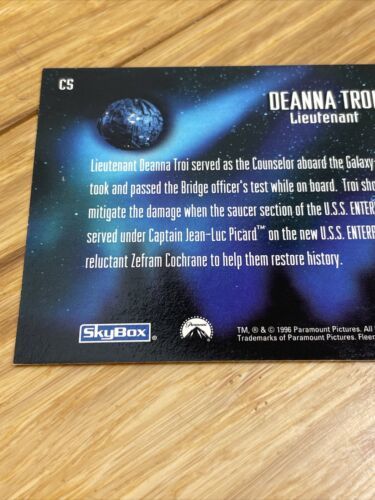 C5
DEANNA TROI
Lieutenant
Lieutenant Deanna Troi served as the Counselor aboard the Galaxy-
took and passed the Bridge officer's test while on board. Troi sho
mitigate the damage when the saucer section of the U.S.S. ENTER
served under Captain Jean-Luc Picard™ on the new U.S.S. ENTERP
reluctant Zefram Cochrane to help them restore history.
SkyBox®
Paramount
TM, ® & © 1996 Paramount Pictures. All
Trademarks of Paramount Pictures. Fleer